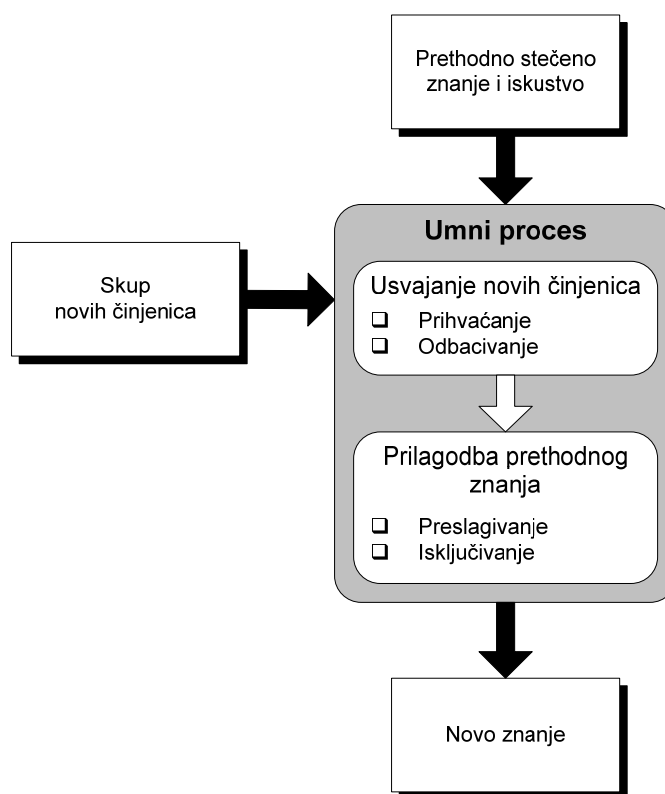 Prethodno stečeno
znanje i iskustvo
Skup
novih činjenica
Umni proces
Usvajanje novih činjenica
Prihvaćanje
Odbacivanje
Prilagodba prethodnog
znanja
Preslagivanje
Isključivanje
Novo znanje